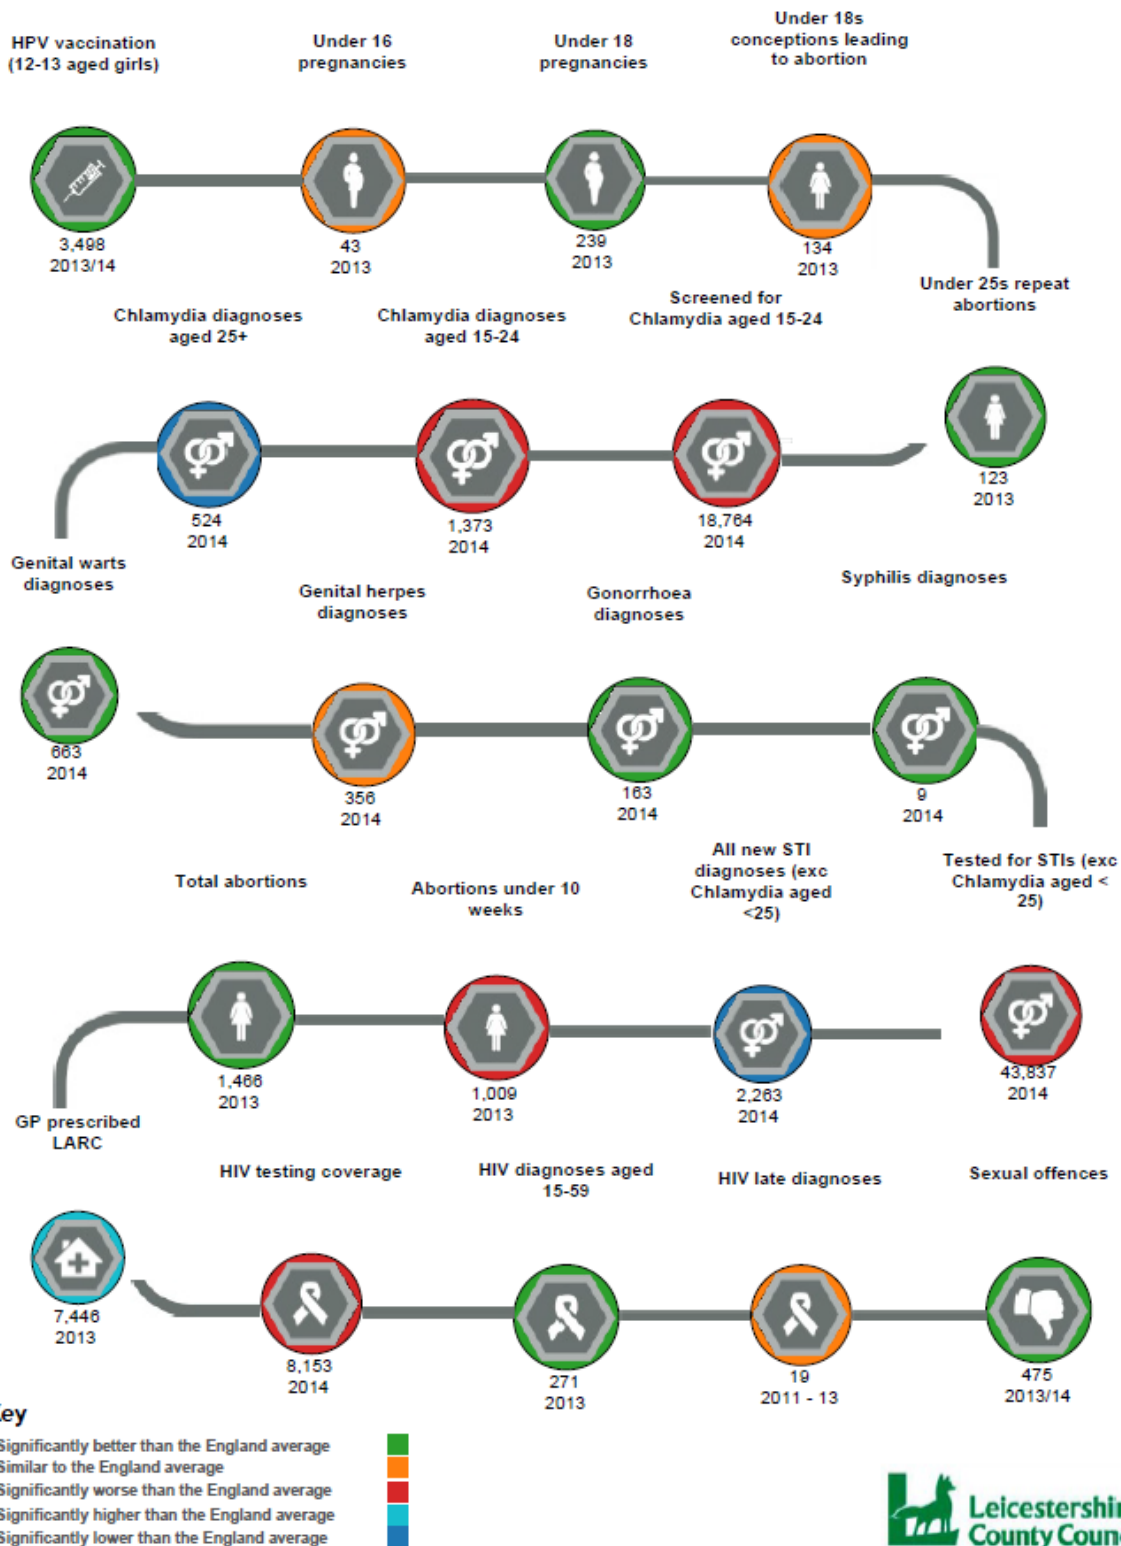 HPV vaccination
(12-13 aged girls)
3,498
2013/14
Under 16
pregnancies
43
2013
Under 18
pregnancies
239
2013
Under 18s
conceptions leading
to abortion
134
2013
Under 25s repeat
abortions
123
2013
Screened for
Chlamydia aged 15-24
18,764
2014
Chlamydia diagnoses
aged 15-24
1,373
2014
Chlamydia diagnoses
aged 25+
524
2014
Genital warts
diagnoses
663
2014
Genital herpes
diagnoses
356
2014
Gonorrhoea
diagnoses
163
2014
Syphilis diagnoses
9
2014
Tested for STIs (exc
Chlamydia aged <
25)
43,837
2014
All new STI
diagnoses (exc
Chlamydia aged
<25)
2,263
2014
Abortions under 10
weeks
1,009
2013
Total abortions
1,466
2013
GP prescribed
LARC
7,446
2013
HIV testing coverage
8,153
2014
HIV diagnoses aged
15-59
271
2013
HIV late diagnoses
19
2011 - 13
Sexual offences
475
2013/14
ey
Significantly better than the England average
Similar to the England average
Significantly worse than the England average
Significantly higher than the England average
Significantly lower than the England average
Leicestershir
County Counc